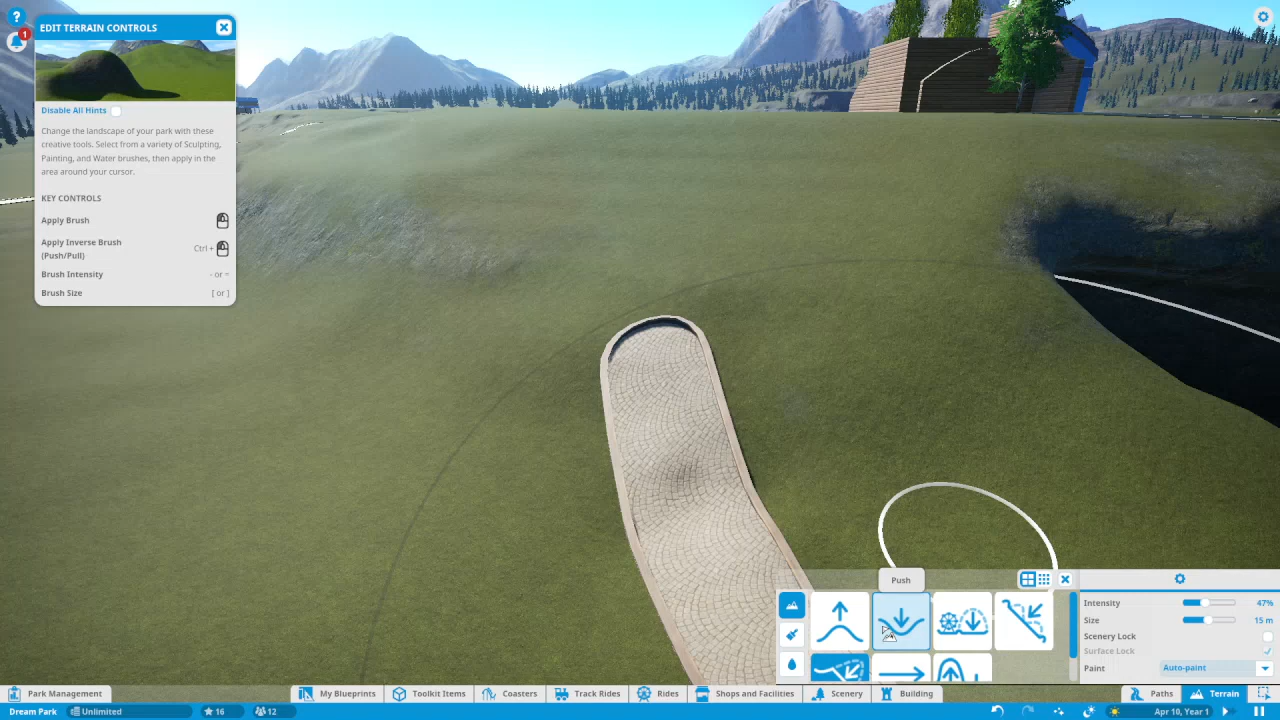 ?
1
EDIT TERRAIN CONTROLS
Disable All Hints
Change the landscape of your park with these
creative tools. Select from a variety of Sculpting,
Painting, and Water brushes, then apply in the
area around your cursor.
KEY CONTROLS
Apply Brush
Apply Inverse Brush
(Push/Pull)
Ctrl +
Brush Intensity
- or =
Brush Size
[ or ]
Push
Intensity
47%
Size
15 m
Scenery Lock
Surface Lock
Paint
Auto-paint
Park Management
My Blueprints
Toolkit Items
Coasters
Track Rides
Rides
Shops and Facilities
Scenery
Building
Paths
Terrain
Dream Park
Unlimited
16
12
Apr 10, Year 1